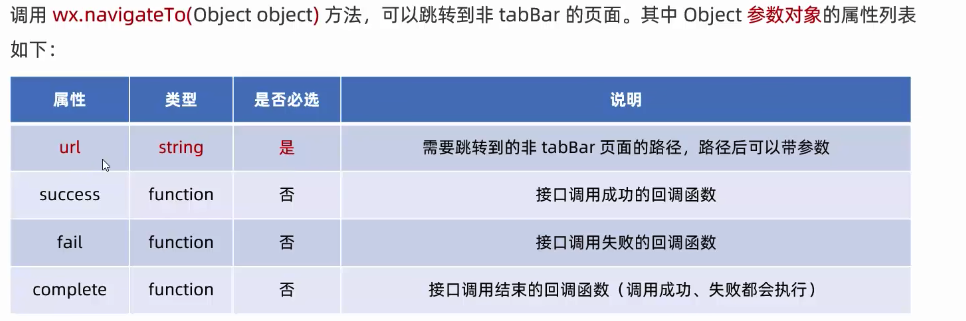 调用 wx.navigateTo(Object object) 方法，可以跳转到非 tabBar 的页面。其中 Object 参数对象的属性列表
如下：
属性 类型 是否必选 说明
url string 是 需要跳转到的非 tabBar 页面的路径，路径后可以带参数
success function 否 接口调用成功的回调函数
fail function 否 接口调用失败的回调函数
complete function 否 接口调用结束的回调函数（调用成功、失败都会执行）